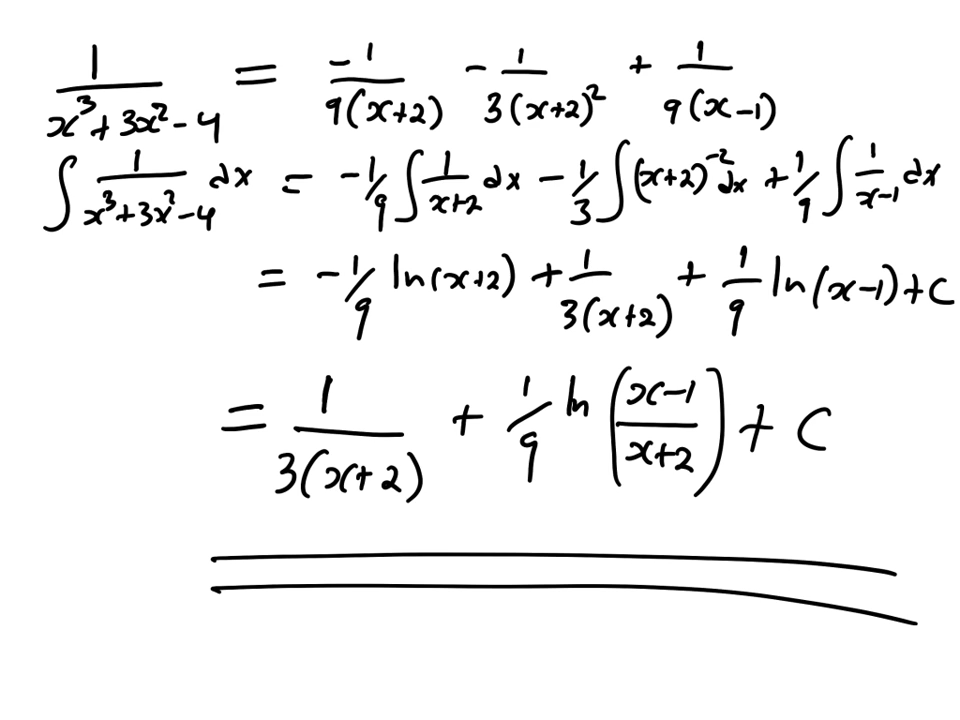 1/(x³+3x²-4) = -1/(9(x+2)) - 1/(3(x+2)²) + 1/(9(x-1))
∫ 1/(x³+3x²-4) dx = -1/9 ∫ 1/(x+2) dx - 1/3 ∫ (x+2)⁻² dx + 1/9 ∫ 1/(x-1) dx
= -1/9 ln(x+2) + 1/(3(x+2)) + 1/9 ln(x-1) + C
= 1/(3(x+2)) + 1/9 ln((x-1)/(x+2)) + C